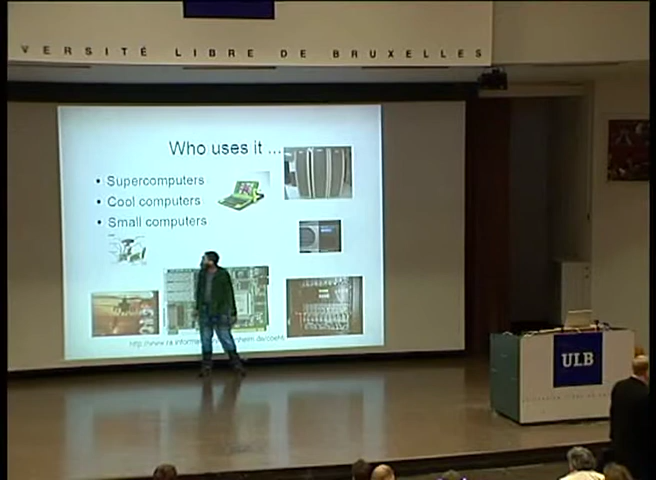 VERSITÉ LIBRE DE BRUXELLES
Who uses it ...
• Supercomputers
• Cool computers
• Small computers
ULB